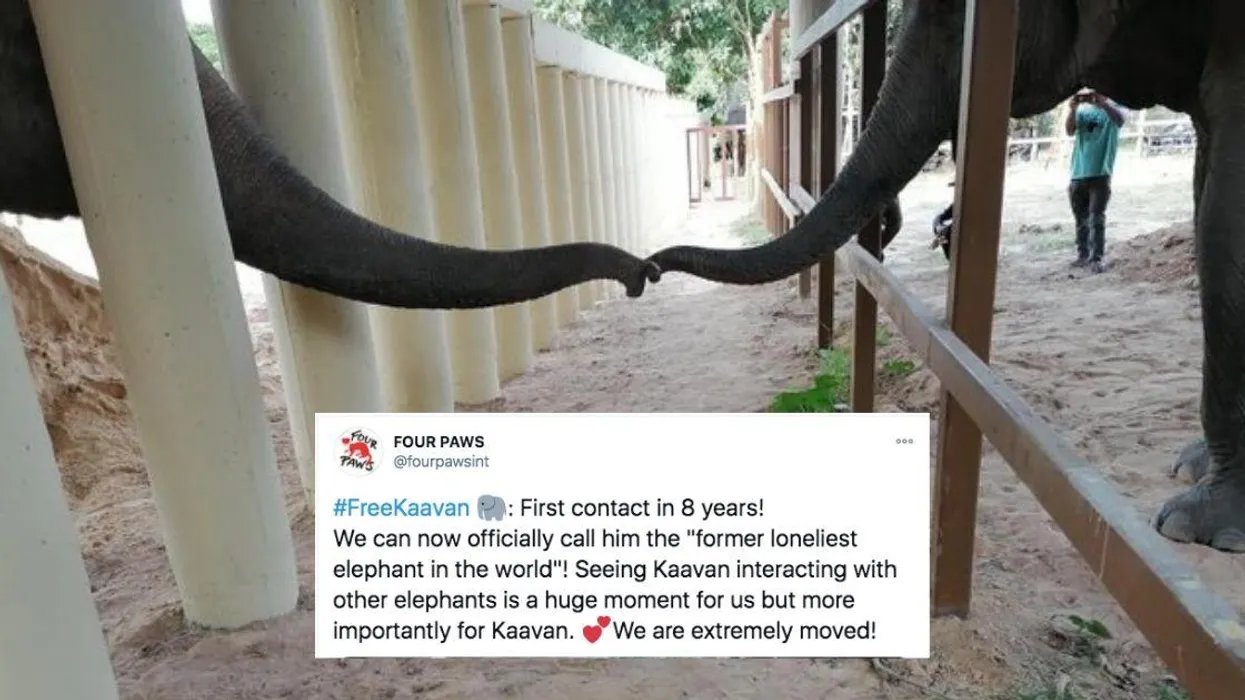 FOUR PAWS
FOUR PAWS
@fourpawsint
#FreeKaavan 🐘: First contact in 8 years!
We can now officially call him the "former loneliest
elephant in the world"! Seeing Kaavan interacting with
other elephants is a huge moment for us but more
importantly for Kaavan. 💕We are extremely moved!